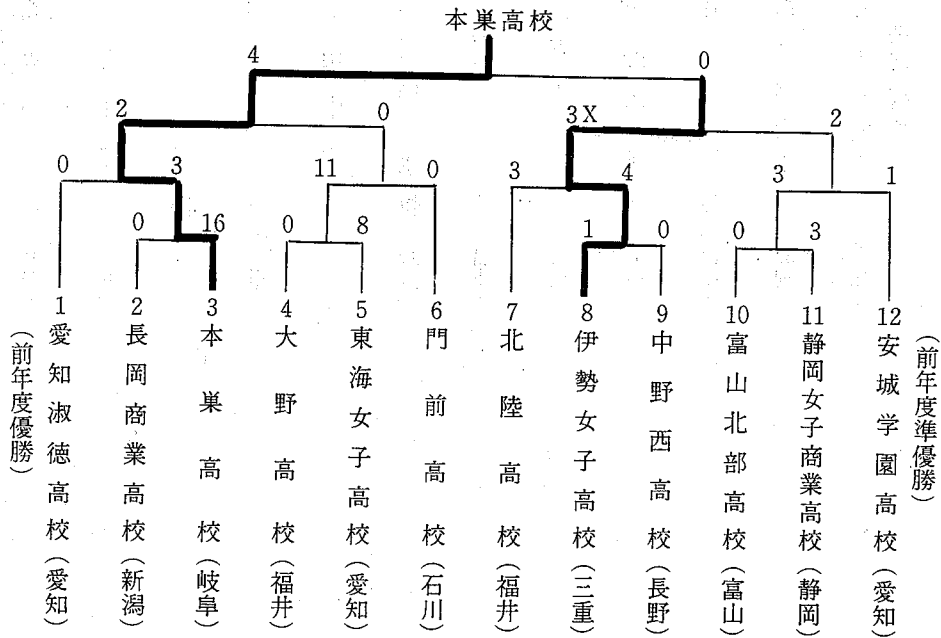 本巣高校
4
0
2
0
3X
2
0
3
11
0
3
4
3
1
0
16
0
8
1
0
0
3
1
2
3
4
5
6
7
8
9
10
11
12
愛知淑徳高校(愛知)
(前年度優勝)
長岡商業高校(新潟)
本巣高校(岐阜)
大野高校(福井)
東海女子高校(愛知)
門前高校(石川)
北陸高校(福井)
伊勢女子高校(三重)
中野西高校(長野)
富山北部高校(富山)
静岡女子商業高校(静岡)
安城学園高校(愛知)
(前年度準優勝)